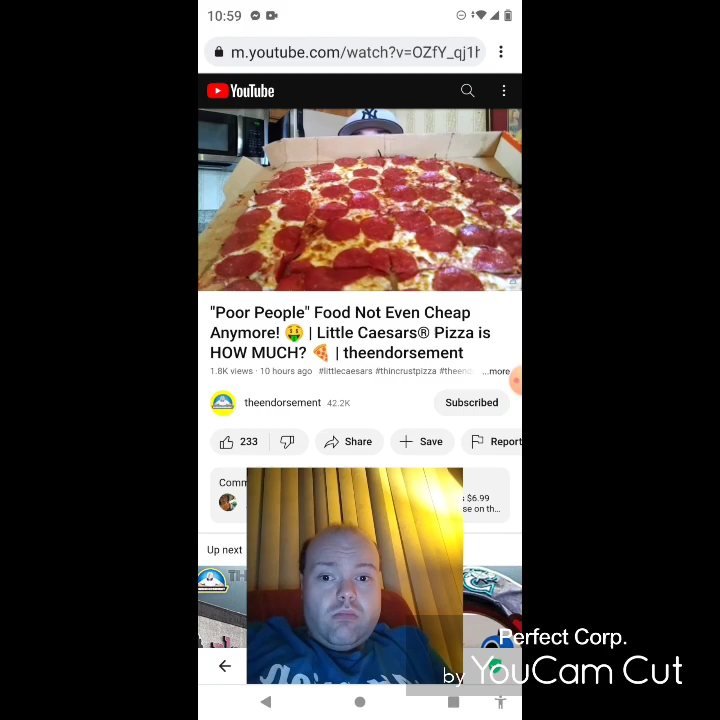 10:59
m.youtube.com/watch?v=OZfY_qj1h
YouTube
"Poor People" Food Not Even Cheap
Anymore! 🤑 | Little Caesars® Pizza is
HOW MUCH? 🍕 | theendorsement
1.8K views · 10 hours ago #littlecaesars #thincrustpizza #theend ...more
theendorsement 42.2K Subscribed
233 Share Save Report
Comm
$6.99
se on th...
Up next
TH
Perfect Corp.
by YouCam Cut